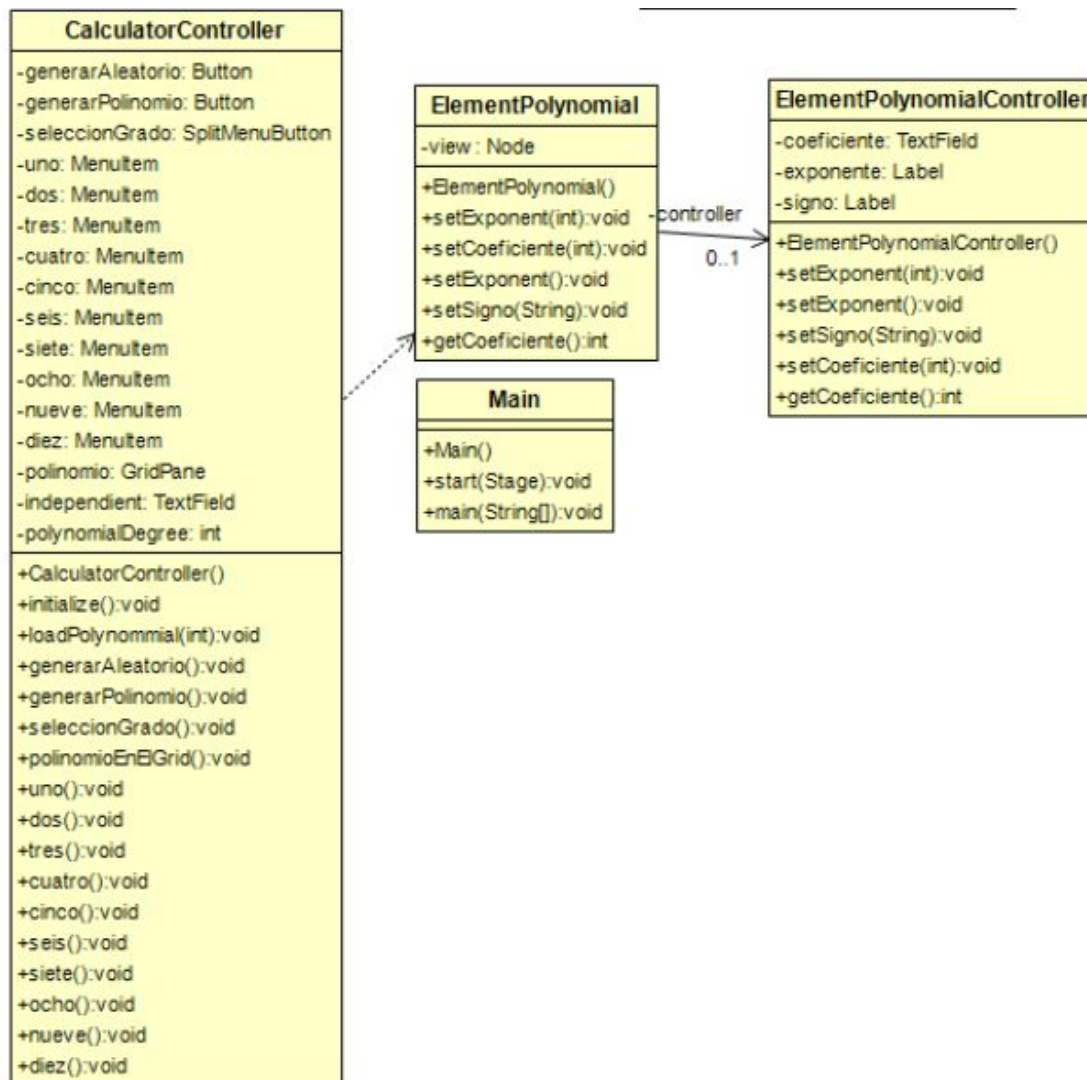 CalculatorController
-generarAleatorio: Button
-generarPolinomio: Button
-seleccionGrado: SplitMenuButton
-uno: MenuItem
-dos: MenuItem
-tres: MenuItem
-cuatro: MenuItem
-cinco: MenuItem
-seis: MenuItem
-siete: MenuItem
-ocho: MenuItem
-nueve: MenuItem
-diez: MenuItem
-polinomio: GridPane
-independient: TextField
-polynomialDegree: int
+CalculatorController()
+initialize():void
+loadPolynommial(int):void
+generarAleatorio():void
+generarPolinomio():void
+seleccionGrado():void
+polinomioEnElGrid():void
+uno():void
+dos():void
+tres():void
+cuatro():void
+cinco():void
+seis():void
+siete():void
+ocho():void
+nueve():void
+diez():void
ElementPolynomial
-view : Node
+ElementPolynomial()
+setExponent(int):void
+setCoeficiente(int):void
+setExponent():void
+setSigno(String):void
+getCoeficiente():int
-controller
0..1
ElementPolynomialController
-coeficiente: TextField
-exponente: Label
-signo: Label
+ElementPolynomialController()
+setExponent(int):void
+setExponent():void
+setSigno(String):void
+setCoeficiente(int):void
+getCoeficiente():int
Main
+Main()
+start(Stage):void
+main(String[]):void